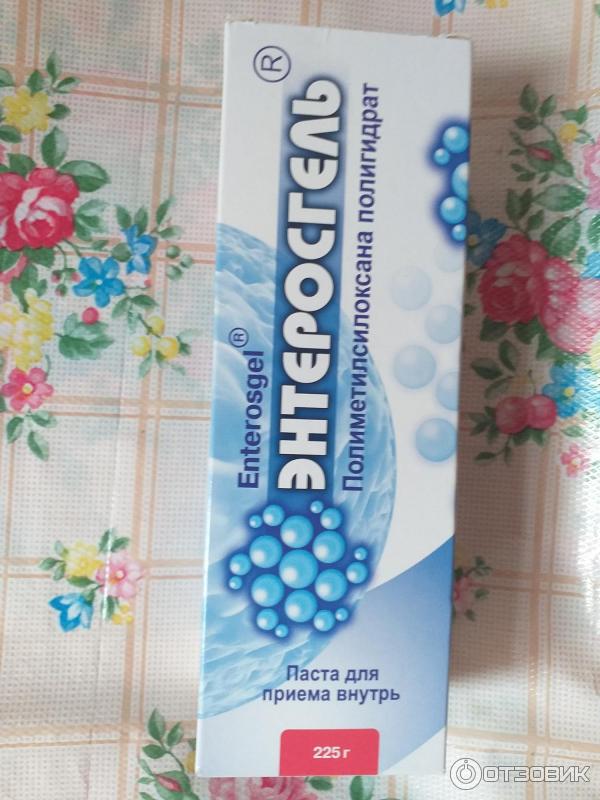 Enterosgel®
ЭНТЕРОСГЕЛЬ®
Полиметилсилоксана полигидрат
Паста для
приема внутрь
225 г
ОТЗОВИК